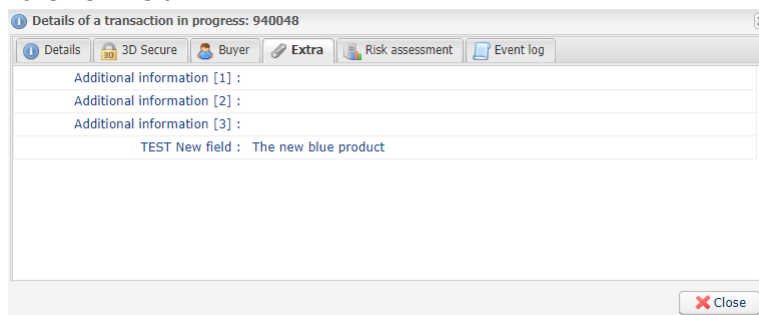 Details of a transaction in progress: 940048
Details 3D Secure Buyer Extra Risk assessment Event log
Additional information [1] :
Additional information [2] :
Additional information [3] :
TEST New field : The new blue product
Close